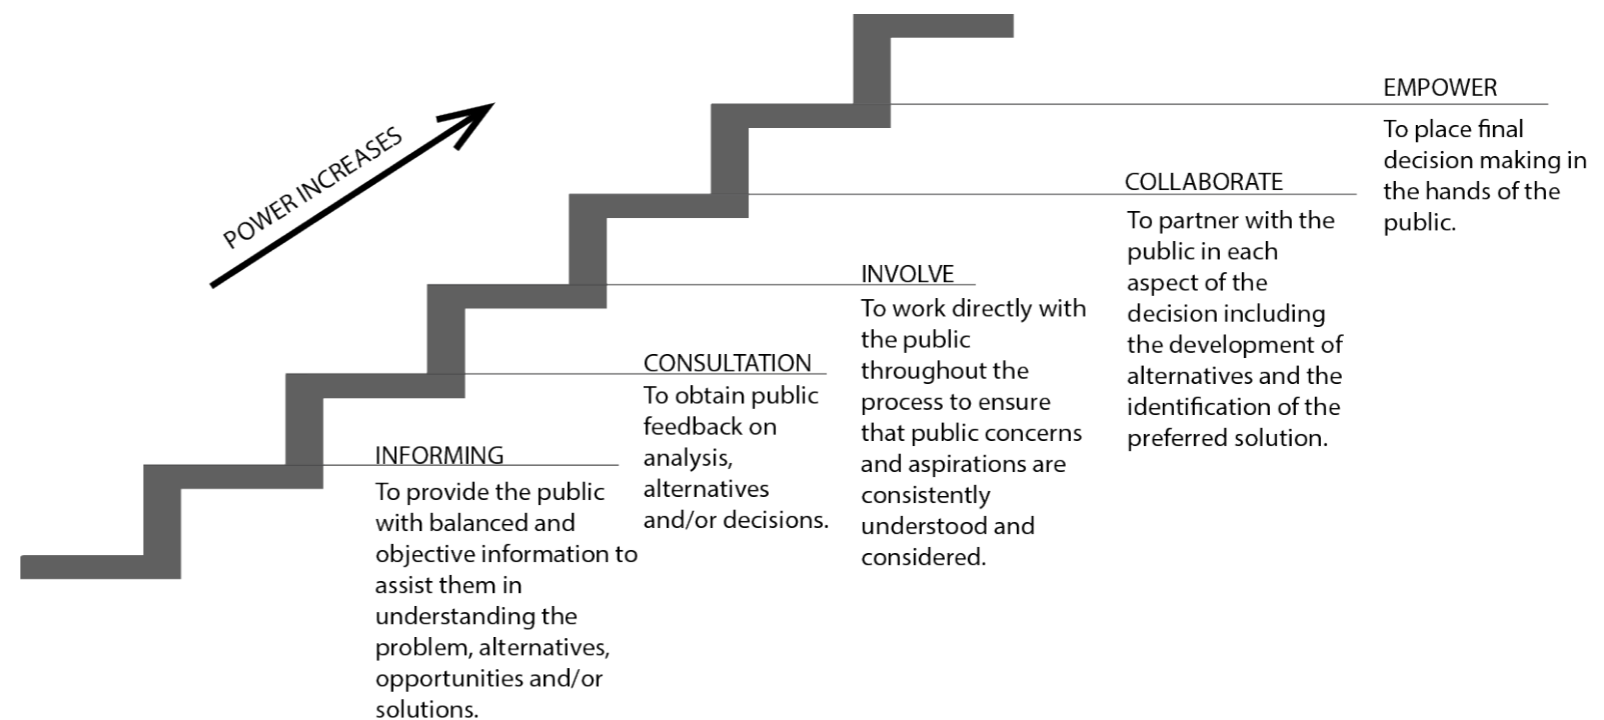 POWER INCREASES
EMPOWER
To place final
decision making in
the hands of the
public.
COLLABORATE
To partner with the
public in each
aspect of the
decision including
the development of
alternatives and the
identification of the
preferred solution.
INVOLVE
To work directly with
the public
throughout the
process to ensure
that public concerns
and aspirations are
consistently
understood and
considered.
CONSULTATION
To obtain public
feedback on
analysis,
alternatives
and/or decisions.
INFORMING
To provide the public
with balanced and
objective information to
assist them in
understanding the
problem, alternatives,
opportunities and/or
solutions.